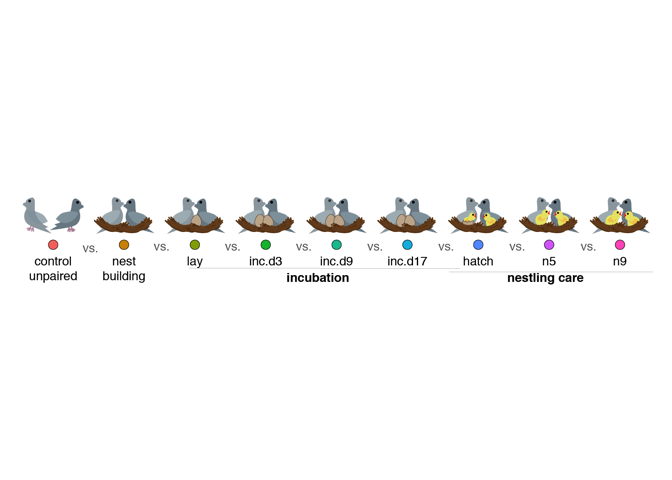 control unpaired vs. nest building vs. lay vs. inc.d3 vs. inc.d9 vs. inc.d17 vs. hatch vs. n5 vs. n9
incubation nestling care